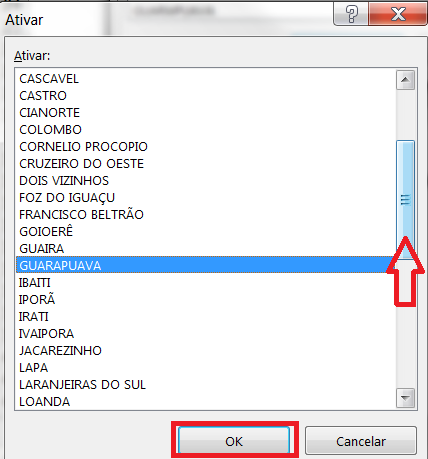 Ativar
Ativar:
CASCAVEL
CASTRO
CIANORTE
COLOMBO
CORNELIO PROCOPIO
CRUZEIRO DO OESTE
DOIS VIZINHOS
FOZ DO IGUAÇU
FRANCISCO BELTRÃO
GOIOERÊ
GUAIRA
GUARAPUAVA
IBAITI
IPORÃ
IRATI
IVAIPORA
JACAREZINHO
LAPA
LARANJEIRAS DO SUL
LOANDA
OK
Cancelar